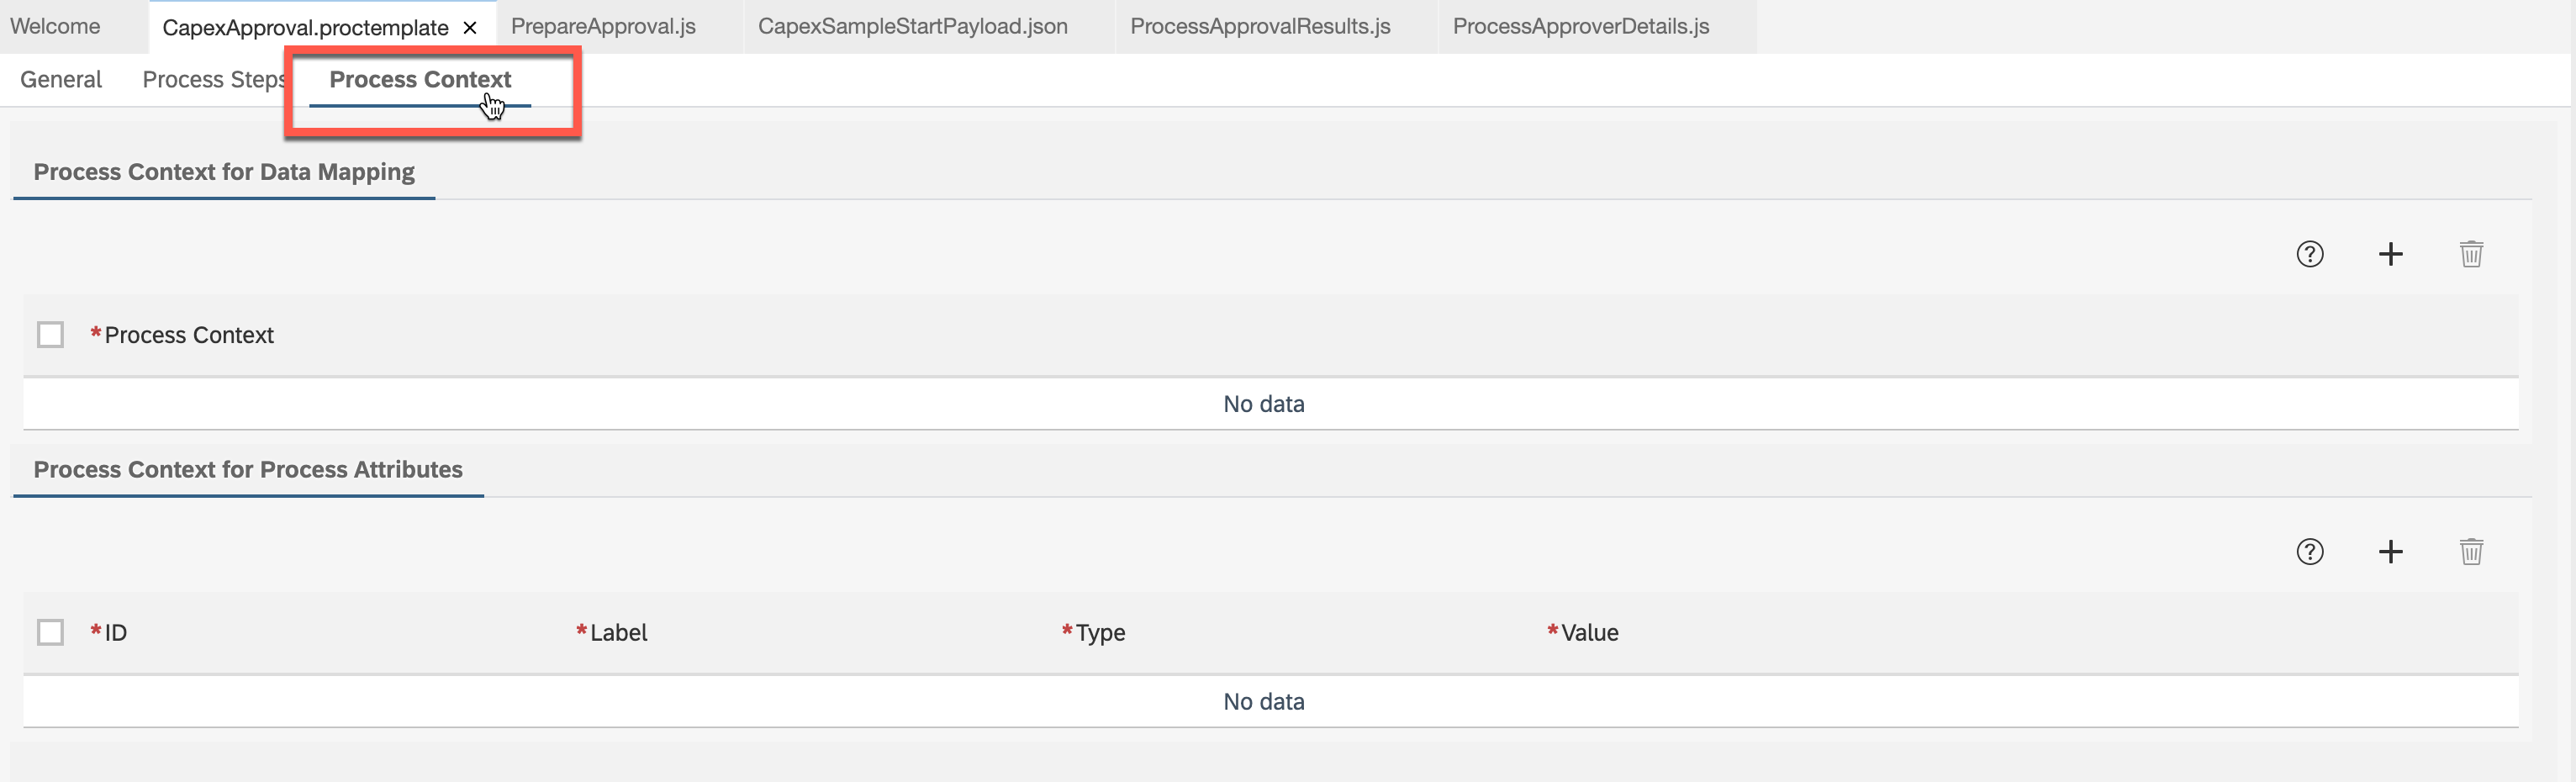 Welcome CapexApproval.proctemplate × PrepareApproval.js CapexSampleStartPayload.json ProcessApprovalResults.js ProcessApproverDetails.js
General Process Steps Process Context
Process Context for Data Mapping
*Process Context
No data
Process Context for Process Attributes
*ID *Label *Type *Value
No data